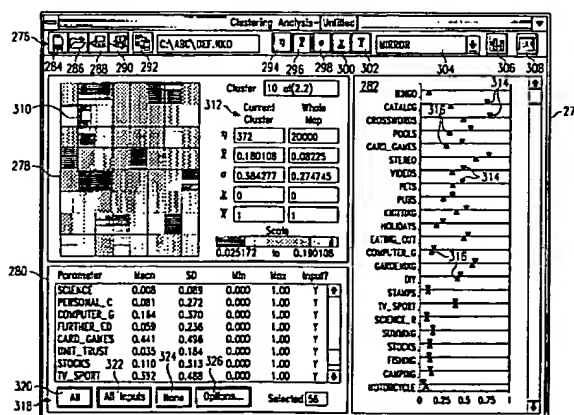 Clustering Analysis-Untitled
276
C:\ABC\DEF.MXD
MIRROR
284 286 288 290 292 294 296 298 300 302 304 306 308
Cluster 10 at(2.2)
310
312
Current Cluster
Whole Map
372 20000
0.180108 0.08225
0.384277 0.274745
0 0
1 1
Scale
0.025172 to 0.190108
278
282
314
316
BINGO
CATALOG
CROSSWORDS
POOLS
CARD_GAMES
STEREO
VIDEOS
314
PETS
PUBS
KNITTING
HOLIDAYS
EATING_OUT
COMPUTER_G
316
GARDENING
DIY
STAMPS
TV_SPORT
SCIENCE_R
SWIMMING
STOCKS
FISHING
CAMPING
MOTORCYCLE
0 0.25 0.5 0.75 1
280
Parameter Mean SD Min Max Input?
SCIENCE 0.008 0.089 0.000 1.00 Y
PERSONAL_C 0.081 0.272 0.000 1.00 Y
COMPUTER_G 0.164 0.370 0.000 1.00 Y
FURTHER_ED 0.059 0.236 0.000 1.00 Y
CARD_GAMES 0.441 0.496 0.000 1.00 Y
UNIT_TRUST 0.035 0.184 0.000 1.00 Y
STOCKS 0.110 0.313 0.000 1.00 Y
TV_SPORT 0.392 0.488 0.000 1.00 Y
322 324 326
320
318
All All Inputs None Options... Selected 56